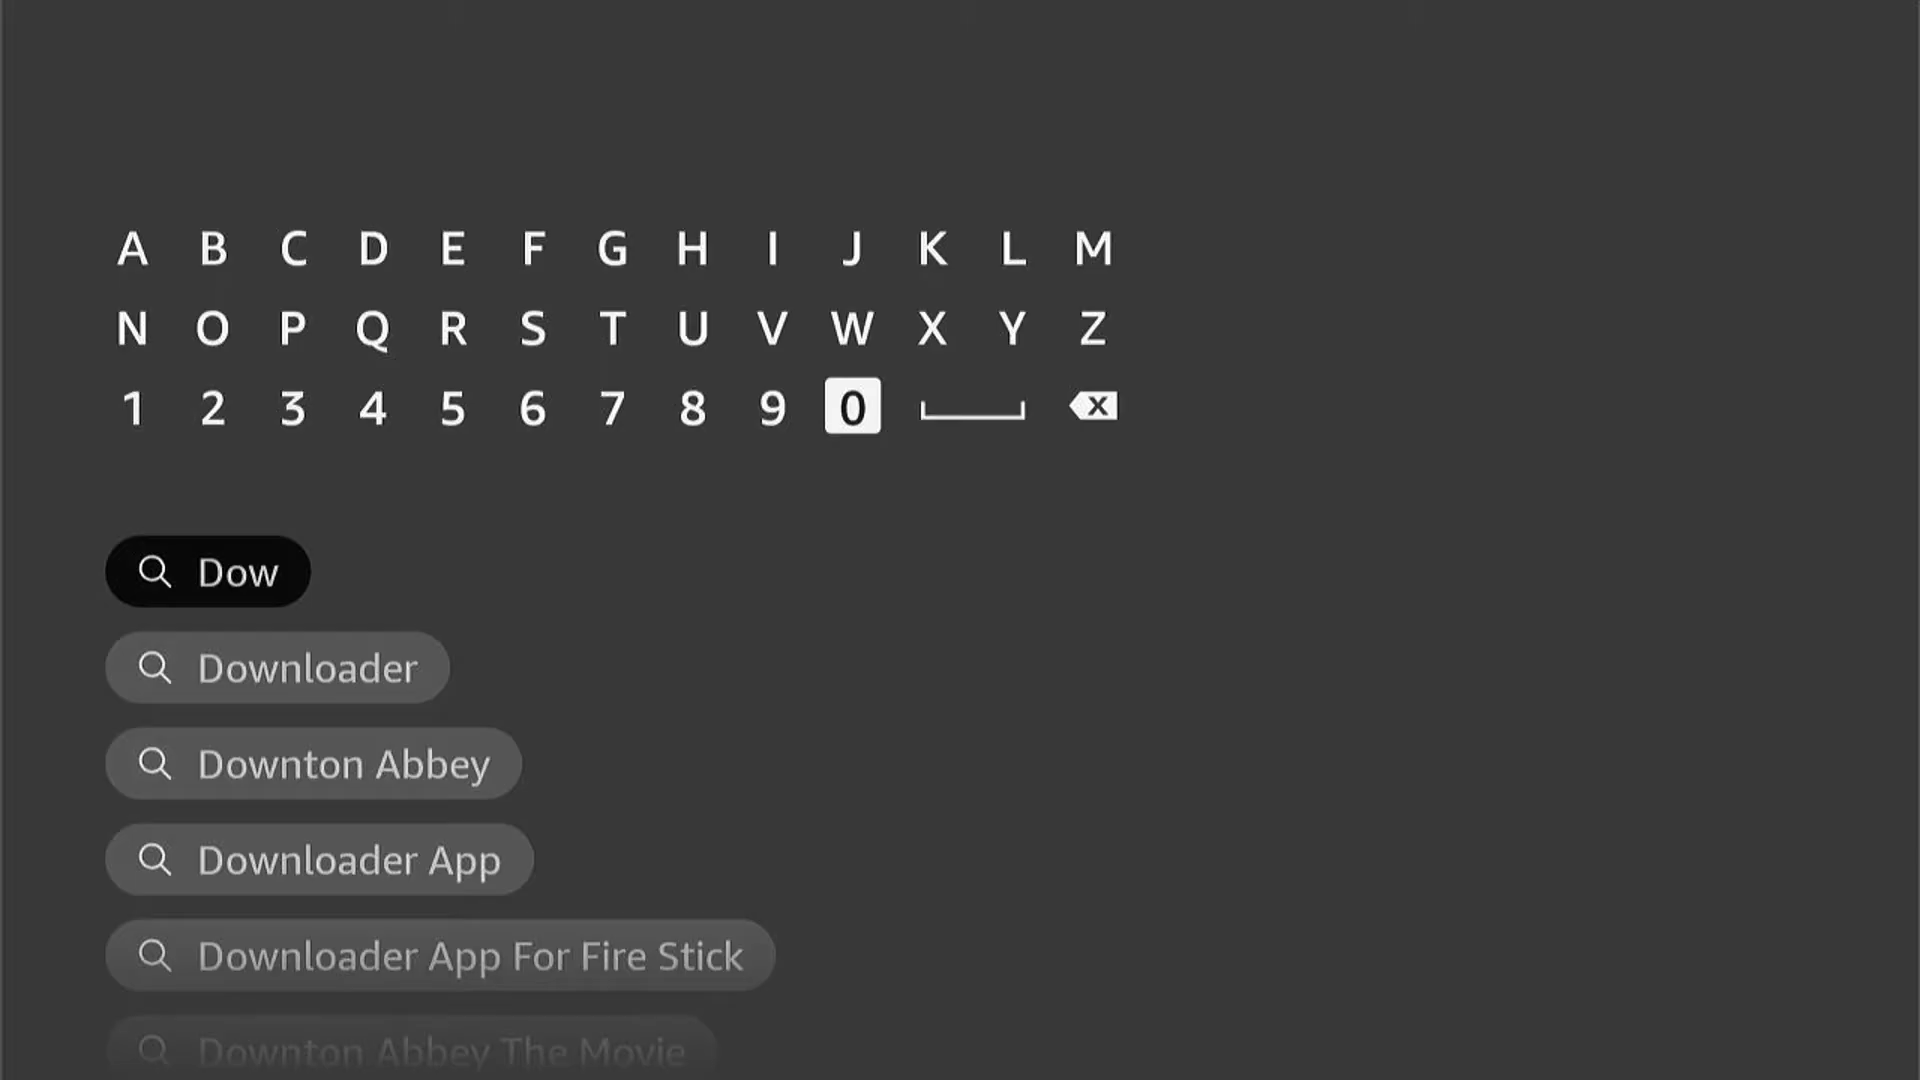 A B C D E F G H I J K L M
N O P Q R S T U V W X Y Z
1 2 3 4 5 6 7 8 9 0
Dow
Downloader
Downton Abbey
Downloader App
Downloader App For Fire Stick
Downton Abbey The Movie